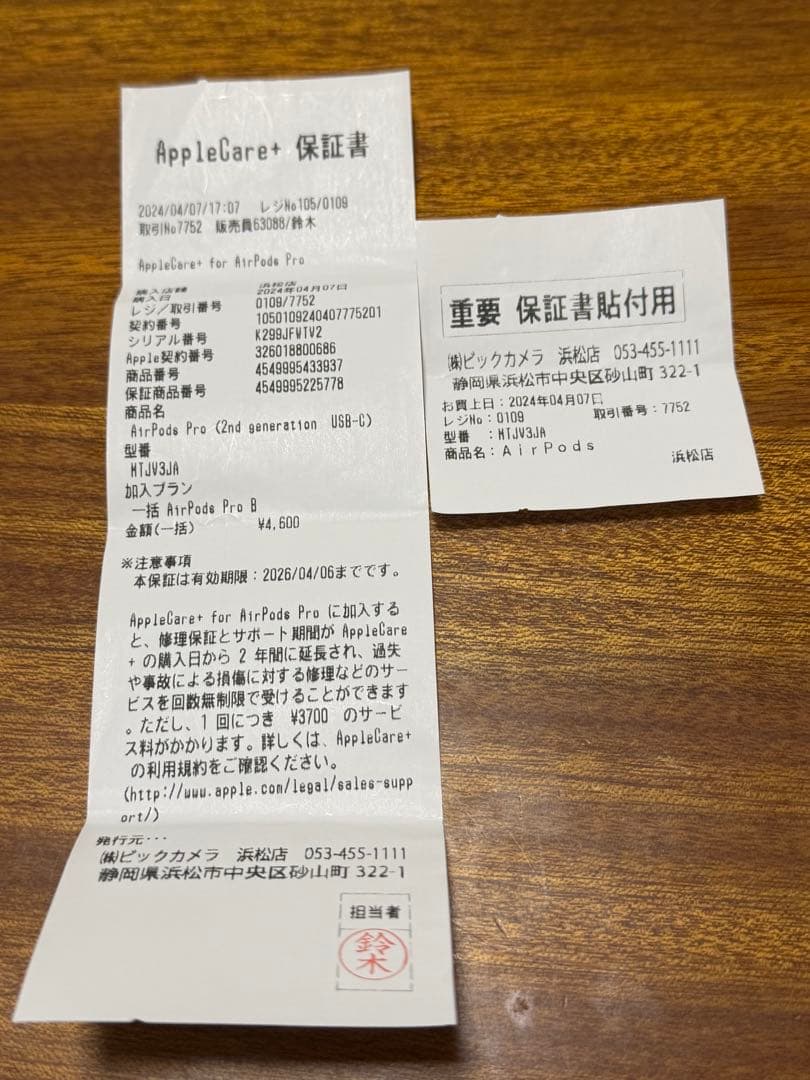 AppleCare+ 保証書
2024/04/07/17:07 レジNo105/0109
取引No7752 販売員63088/鈴木
AppleCare+ for AirPods Pro
購入店舗 浜松店
購入日 2024年04月07日
レジ/取引番号 0109/7752
契約番号 1050109240407775201
シリアル番号 K299JFWTV2
Apple契約番号 326018800686
商品番号 4549995433937
保証商品番号 4549995225778
商品名
AirPods Pro (2nd generation USB-C)
型番
MTJV3JA
加入プラン
一括 AirPods Pro B
金額(一括) ¥4,600
※注意事項
本保証は有効期限:2026/04/06までです。
AppleCare+ for AirPods Pro に加入する
と、修理保証とサポート期間が AppleCare
+ の購入日から 2 年間に延長され、過失
や事故による損傷に対する修理などのサー
ビスを回数無制限で受けることができます
。ただし、1 回につき ¥3700 のサービ
ス料がかかります。詳しくは、AppleCare+
の利用規約をご確認ください。
(http://www.apple.com/legal/sales-supp
ort/)
発行元・・・
㈱ビックカメラ 浜松店 053-455-1111
静岡県浜松市中央区砂山町 322-1
担当者
鈴木
重要 保証書貼付用
㈱ビックカメラ 浜松店 053-455-1111
静岡県浜松市中央区砂山町 322-1
お買上日:2024年04月07日
レジNo:0109 取引番号:7752
型番 :MTJV3JA
商品名:AirPods
浜松店